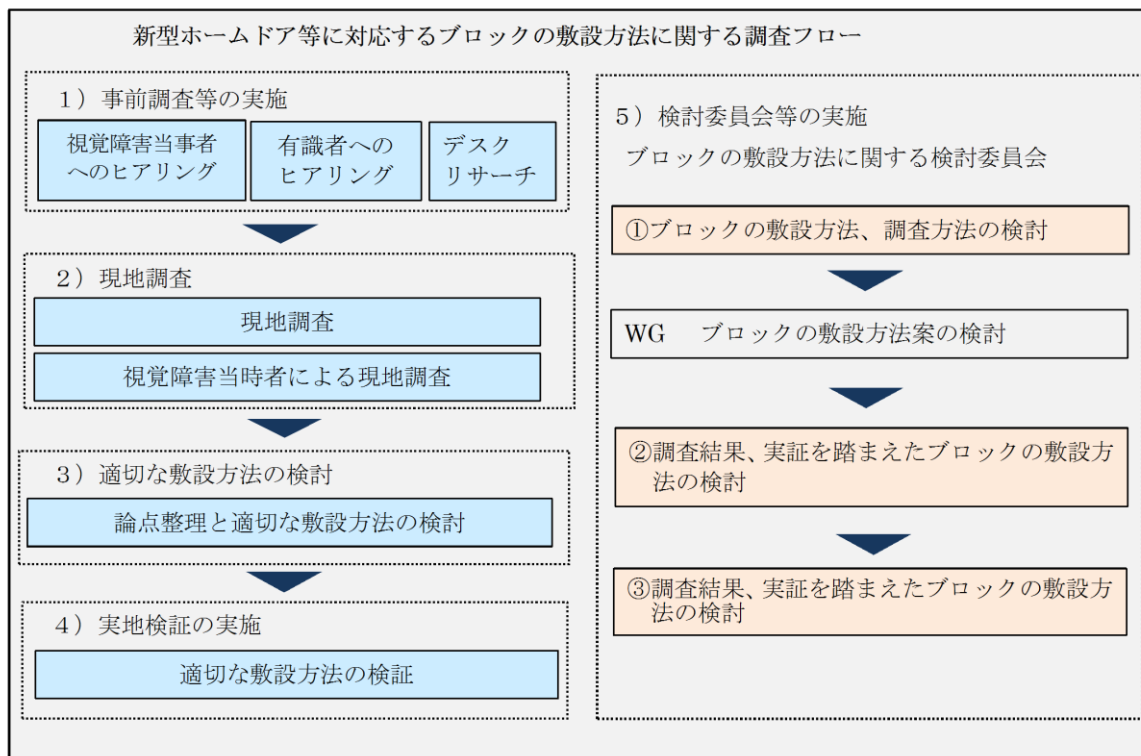 新型ホームドア等に対応するブロックの敷設方法に関する調査フロー
1）事前調査等の実施
視覚障害当事者
へのヒアリング
有識者への
ヒアリング
デスク
リサーチ
2）現地調査
現地調査
視覚障害当時者による現地調査
3）適切な敷設方法の検討
論点整理と適切な敷設方法の検討
4）実地検証の実施
適切な敷設方法の検証
5）検討委員会等の実施
ブロックの敷設方法に関する検討委員会
①ブロックの敷設方法、調査方法の検討
WG　ブロックの敷設方法案の検討
②調査結果、実証を踏まえたブロックの敷設方
法の検討
③調査結果、実証を踏まえたブロックの敷設方
法の検討